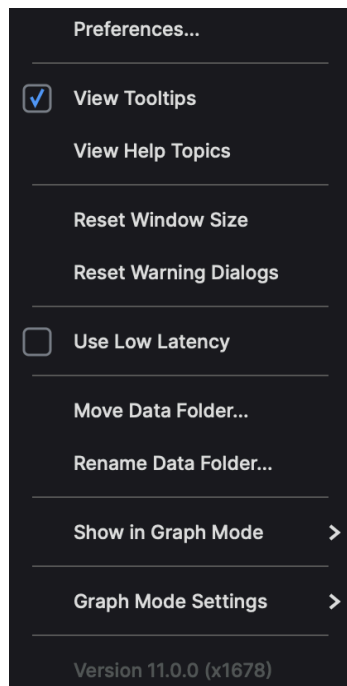 Preferences...
View Tooltips
View Help Topics
Reset Window Size
Reset Warning Dialogs
Use Low Latency
Move Data Folder...
Rename Data Folder...
Show in Graph Mode
Graph Mode Settings
Version 11.0.0 (x1678)